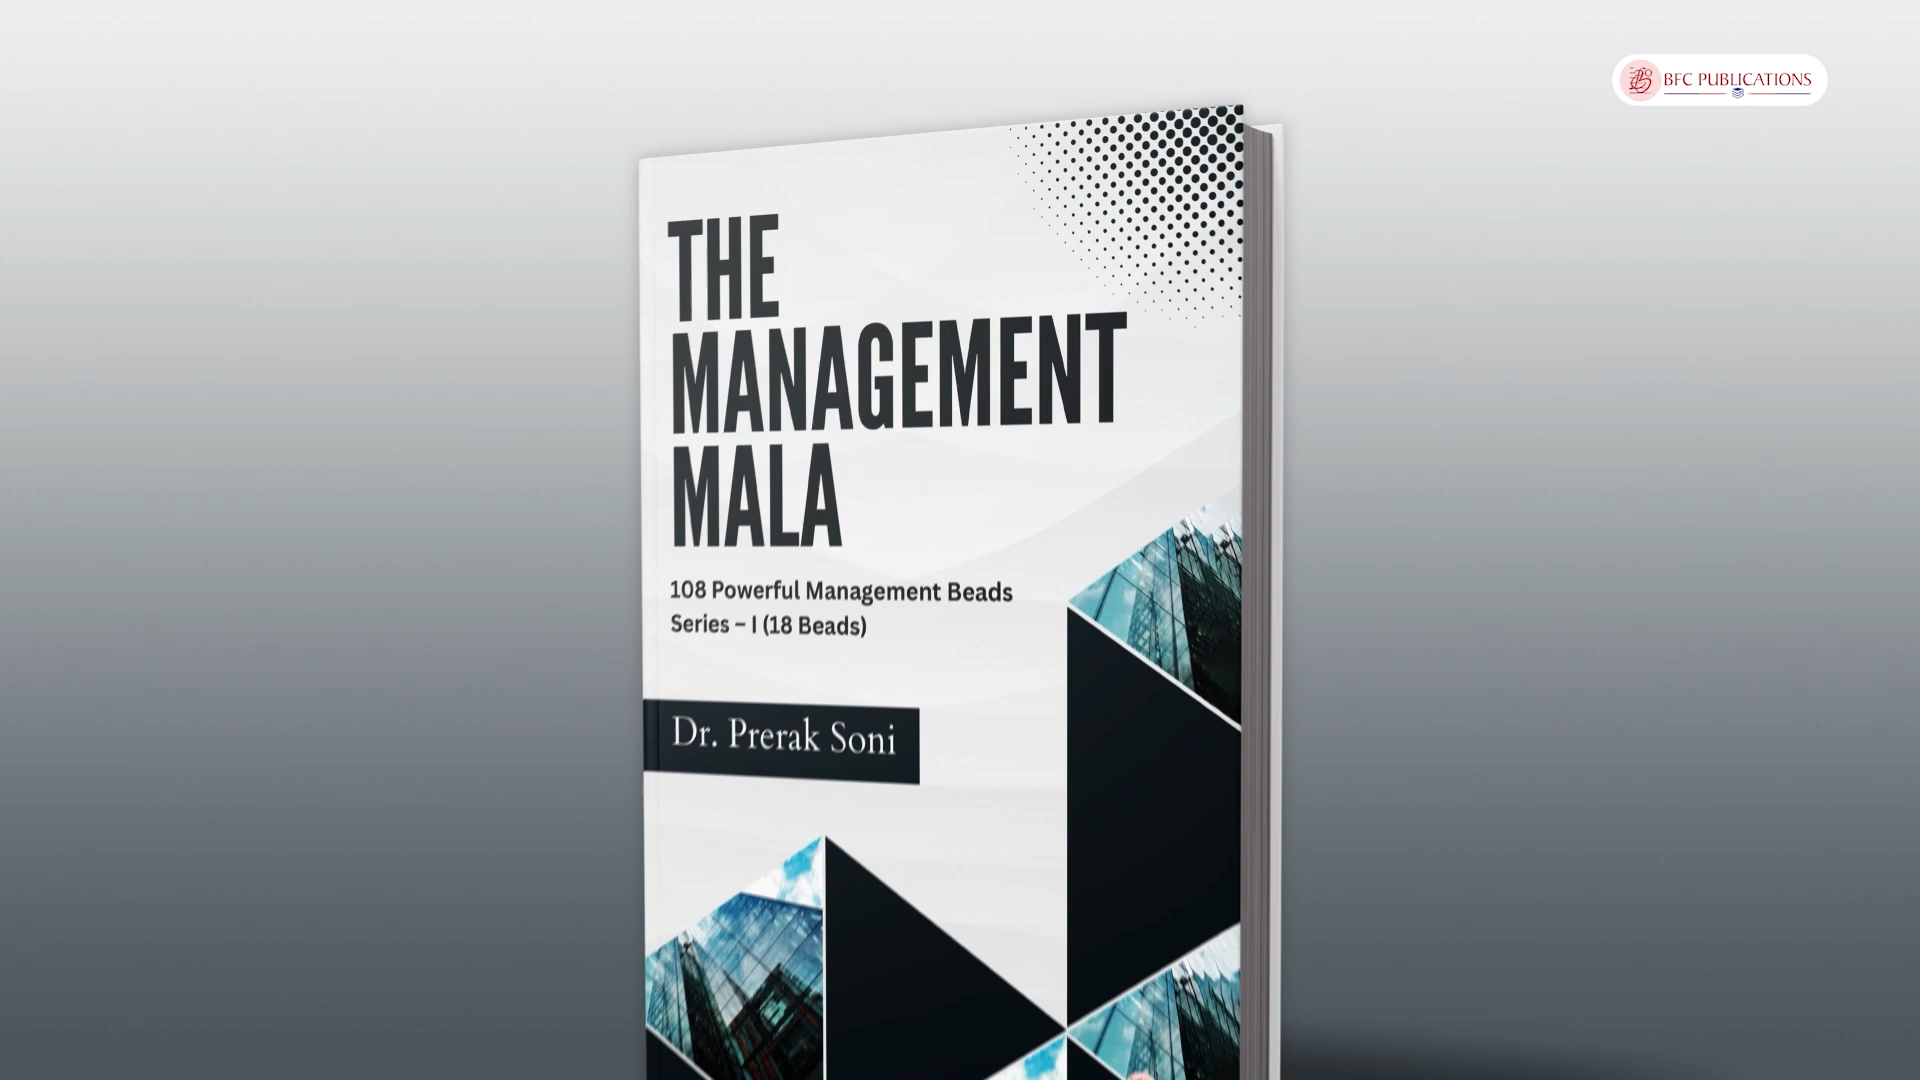 BFC PUBLICATIONS
THE
MANAGEMENT
MALA
108 Powerful Management Beads
Series – I (18 Beads)
Dr. Prerak Soni